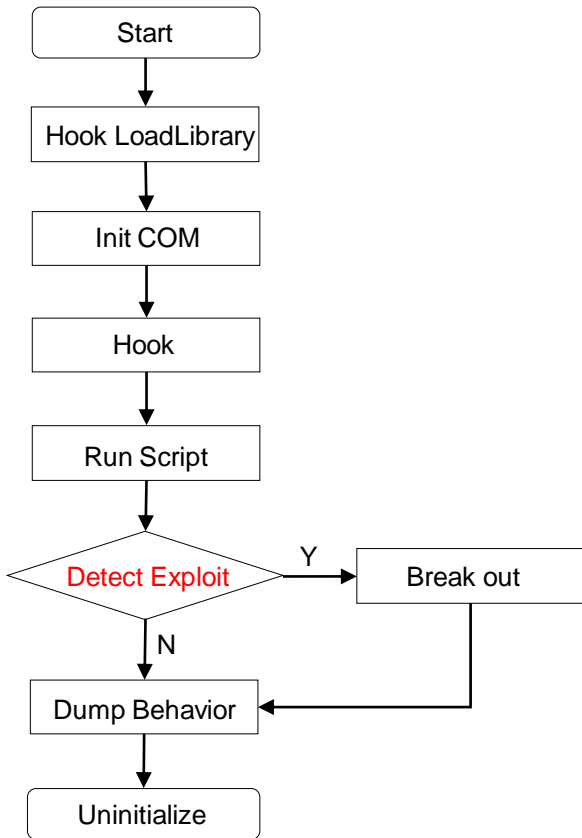 Start
Hook LoadLibrary
Init COM
Hook
Run Script
Detect Exploit
Y
Break out
N
Dump Behavior
Uninitialize